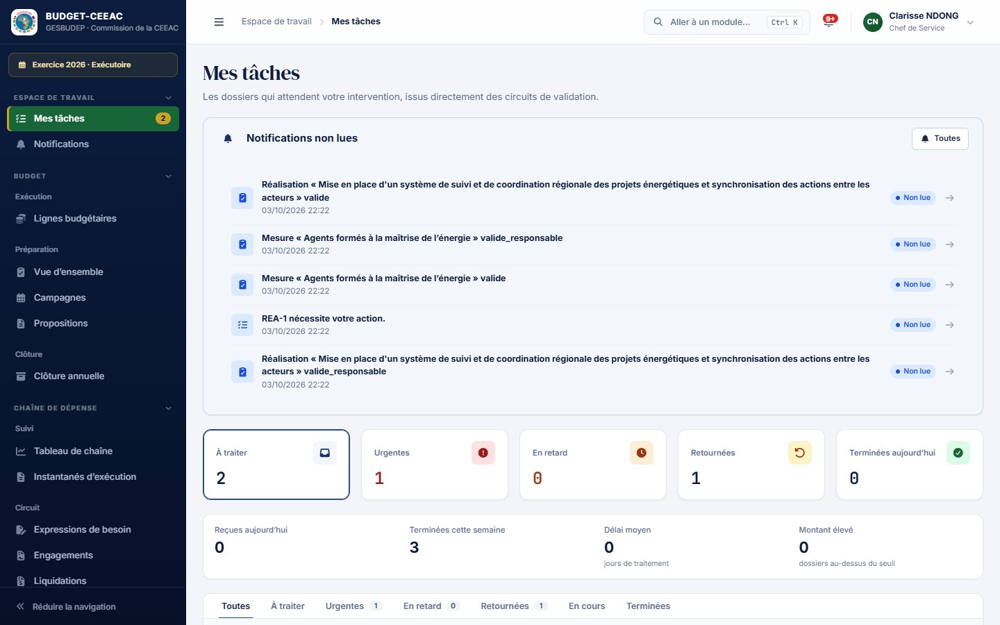 BUDGET-CEEAC
GESBUDEP · Commission de la CEEAC
Exercice 2026 · Exécutoire
ESPACE DE TRAVAIL
Mes tâches
2
Notifications
BUDGET
Exécution
Lignes budgétaires
Préparation
Vue d’ensemble
Campagnes
Propositions
Clôture
Clôture annuelle
CHAÎNE DE DÉPENSE
Suivi
Tableau de chaîne
Instantanés d’exécution
Circuit
Expressions de besoin
Engagements
Liquidations
Réduire la navigation
Espace de travail
Mes tâches
Aller à un module...
Ctrl K
9+
CN
Clarisse NDONG
Chef de Service
Mes tâches
Les dossiers qui attendent votre intervention, issus directement des circuits de validation.
Notifications non lues
Toutes
Réalisation « Mise en place d'un système de suivi et de coordination régionale des projets énergétiques et synchronisation des actions entre les
acteurs » valide
03/10/2026 22:22
Non lue
Mesure « Agents formés à la maîtrise de l’énergie » valide_responsable
03/10/2026 22:22
Non lue
Mesure « Agents formés à la maîtrise de l’énergie » valide
03/10/2026 22:22
Non lue
REA-1 nécessite votre action.
03/10/2026 22:22
Non lue
Réalisation « Mise en place d'un système de suivi et de coordination régionale des projets énergétiques et synchronisation des actions entre les
acteurs » valide_responsable
03/10/2026 22:22
Non lue
À traiter
2
Urgentes
1
En retard
0
Retournées
1
Terminées aujourd’hui
0
Reçues aujourd’hui
0
Terminées cette semaine
3
Délai moyen
0
jours de traitement
Montant élevé
0
dossiers au-dessus du seuil
Toutes
À traiter
Urgentes 1
En retard 0
Retournées 1
En cours
Terminées